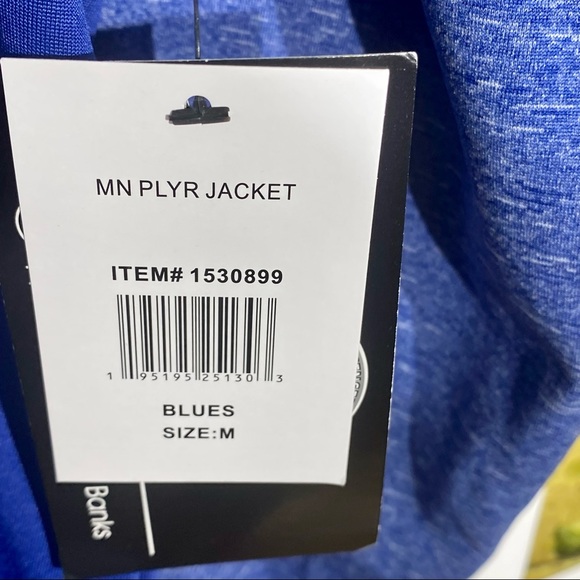 MN PLYR JACKET
ITEM# 1530899
1 95195 25130 3
BLUES
SIZE:M
Banks